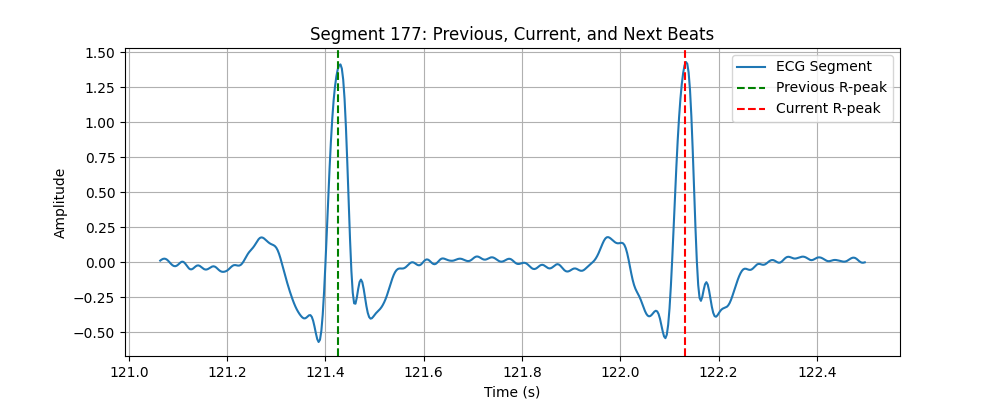 Segment 177: Previous, Current, and Next Beats
1.50
1.25
1.00
0.75
0.50
0.25
0.00
−0.25
−0.50
Amplitude
ECG Segment
Previous R-peak
Current R-peak
121.0 121.2 121.4 121.6 121.8 122.0 122.2 122.4
Time (s)